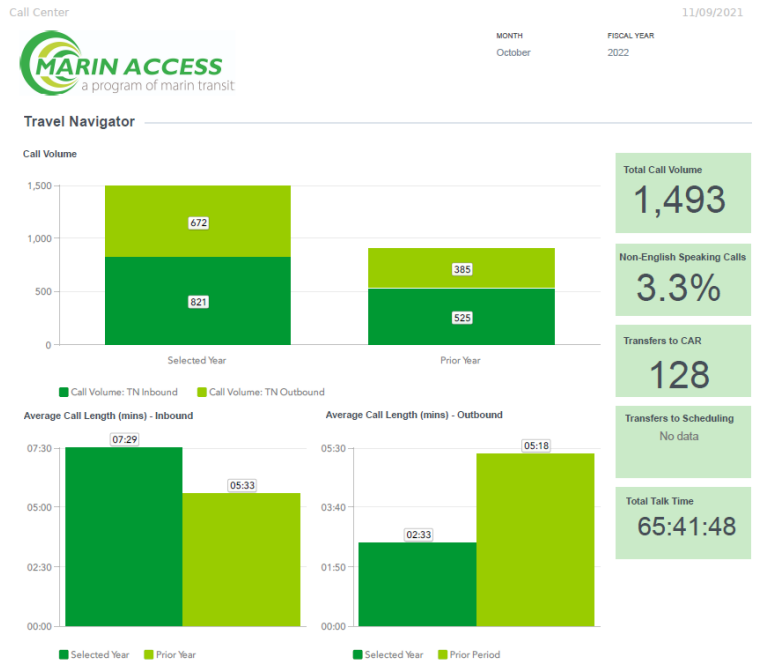 Call Center 11/09/2021
MARIN ACCESS
a program of marin transit
MONTH FISCAL YEAR
October 2022
Travel Navigator
Call Volume
1,500
1,000
500
0
672
821
385
525
Selected Year Prior Year
Call Volume: TN Inbound Call Volume: TN Outbound
Total Call Volume
1,493
Non-English Speaking Calls
3.3%
Transfers to CAR
128
Transfers to Scheduling
No data
Total Talk Time
65:41:48
Average Call Length (mins) - Inbound
07:30
05:00
02:30
00:00
07:29
05:33
Selected Year Prior Year
Average Call Length (mins) - Outbound
05:30
03:40
01:50
00:00
02:33
05:18
Selected Year Prior Period